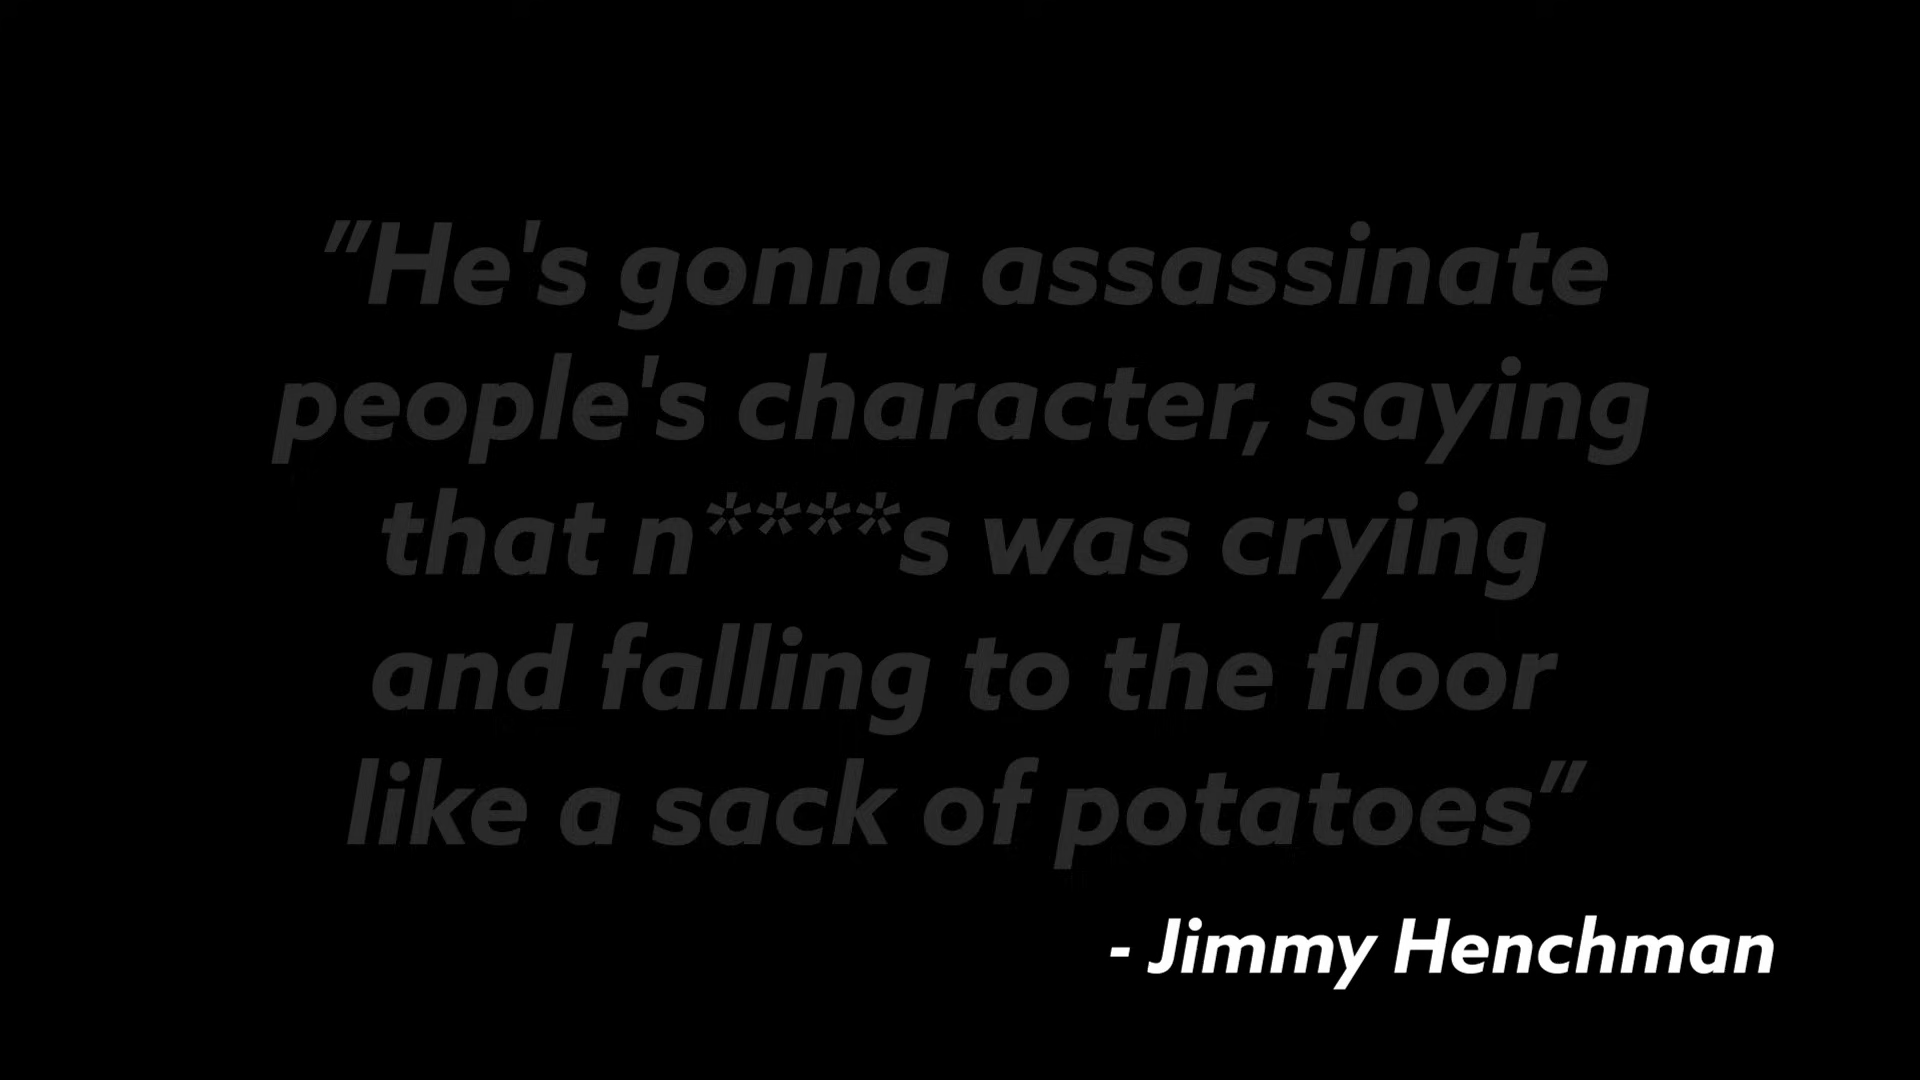 "He's gonna assassinate
people's character, saying
that n****s was crying
and falling to the floor
like a sack of potatoes"
- Jimmy Henchman